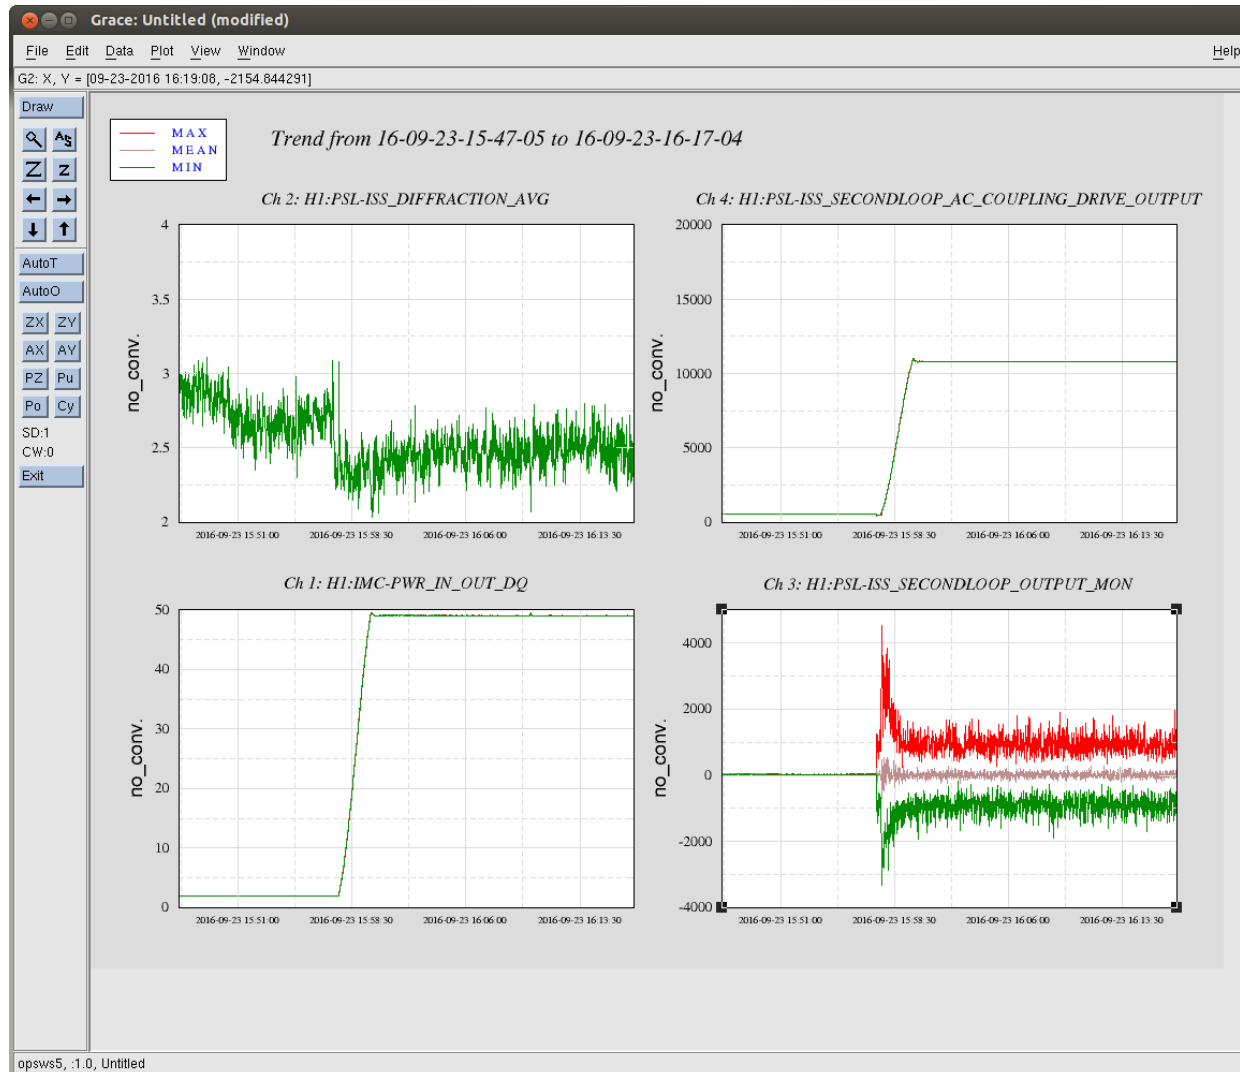 Grace: Untitled (modified)
File Edit Data Plot View Window Help
G2: X, Y = [09-23-2016 16:19:08, -2154.844291]
Draw
A S
Z z
AutoT
AutoO
ZX ZY
AX AY
PZ Pu
Po Cy
SD:1
CW:0
Exit
MAX
MEAN
MIN
Trend from 16-09-23-15-47-05 to 16-09-23-16-17-04
Ch 2: H1:PSL-ISS_DIFFRACTION_AVG
no_conv.
4
3.5
3
2.5
2
2016-09-23 15:51:00 2016-09-23 15:58:30 2016-09-23 16:06:00 2016-09-23 16:13:30
Ch 4: H1:PSL-ISS_SECONDLOOP_AC_COUPLING_DRIVE_OUTPUT
no_conv.
20000
15000
10000
5000
0
2016-09-23 15:51:00 2016-09-23 15:58:30 2016-09-23 16:06:00 2016-09-23 16:13:30
Ch 1: H1:IMC-PWR_IN_OUT_DQ
no_conv.
50
40
30
20
10
0
2016-09-23 15:51:00 2016-09-23 15:58:30 2016-09-23 16:06:00 2016-09-23 16:13:30
Ch 3: H1:PSL-ISS_SECONDLOOP_OUTPUT_MON
no_conv.
4000
2000
0
-2000
-4000
2016-09-23 15:51:00 2016-09-23 15:58:30 2016-09-23 16:06:00 2016-09-23 16:13:30
opsws5, :1.0, Untitled